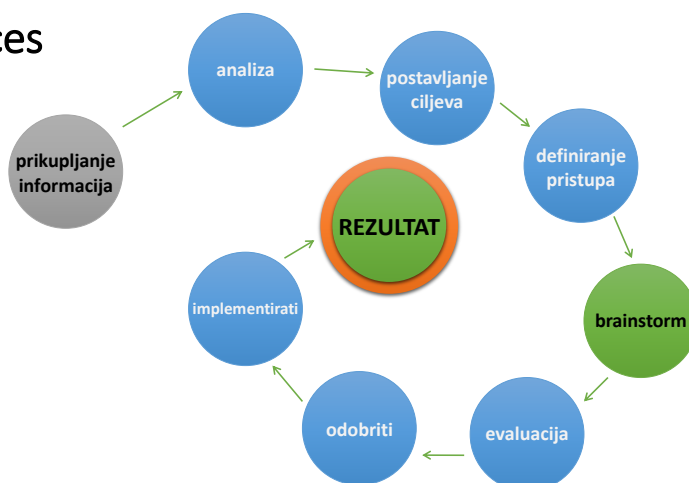 ces
analiza
postavljanje
ciljeva
prikupljanje
informacija
definiranje
pristupa
REZULTAT
implementirati
brainstorm
odobriti
evaluacija